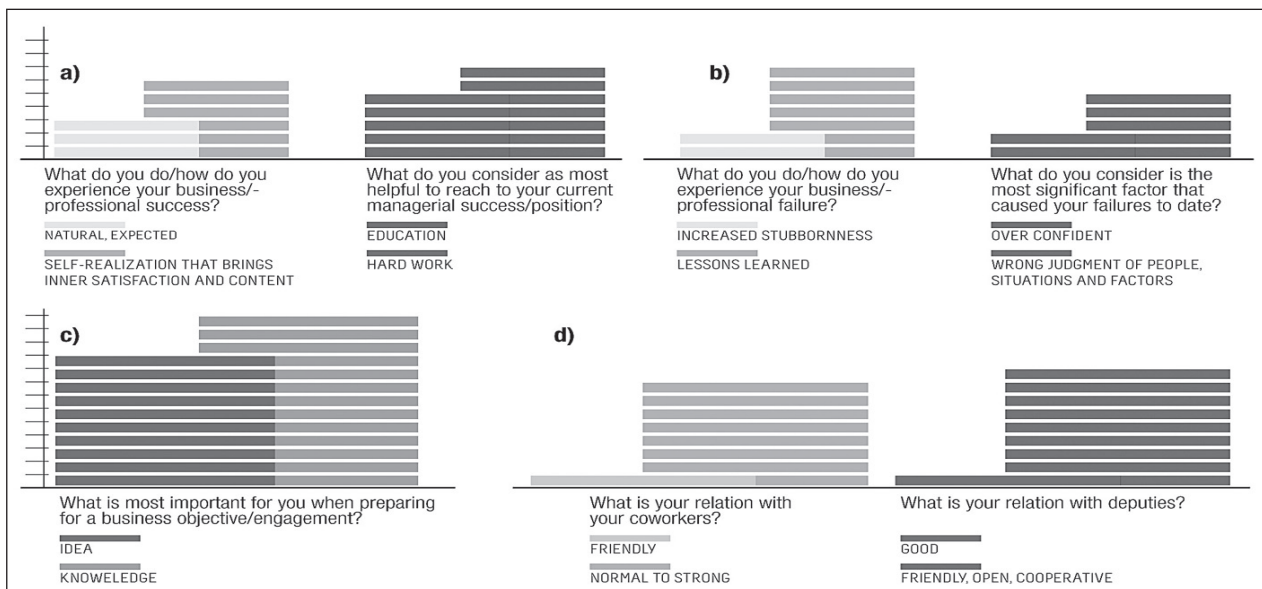 a)
What do you do/how do you
experience your business/-
professional success?
NATURAL, EXPECTED
SELF-REALIZATION THAT BRINGS
INNER SATISFACTION AND CONTENT
What do you consider as most
helpful to reach to your current
managerial success/position?
EDUCATION
HARD WORK
b)
What do you do/how do you
experience your business/-
professional failure?
INCREASED STUBBORNNESS
LESSONS LEARNED
What do you consider is the
most significant factor that
caused your failures to date?
OVER CONFIDENT
WRONG JUDGMENT OF PEOPLE,
SITUATIONS AND FACTORS
c)
What is most important for you when preparing
for a business objective/engagement?
IDEA
KNOWELEDGE
d)
What is your relation with
your coworkers?
FRIENDLY
NORMAL TO STRONG
What is your relation with deputies?
GOOD
FRIENDLY, OPEN, COOPERATIVE